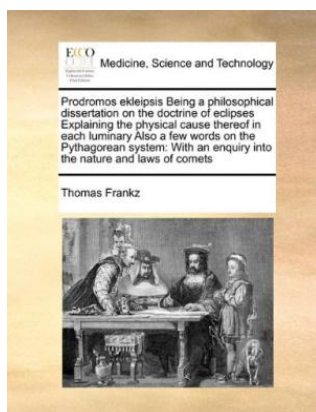 ECCO
Medicine, Science and Technology
Prodromos ekleipsis Being a philosophical
dissertation on the doctrine of eclipses
Explaining the physical cause thereof in
each luminary Also a few words on the
Pythagorean system: With an enquiry into
the nature and laws of comets
Thomas Frankz